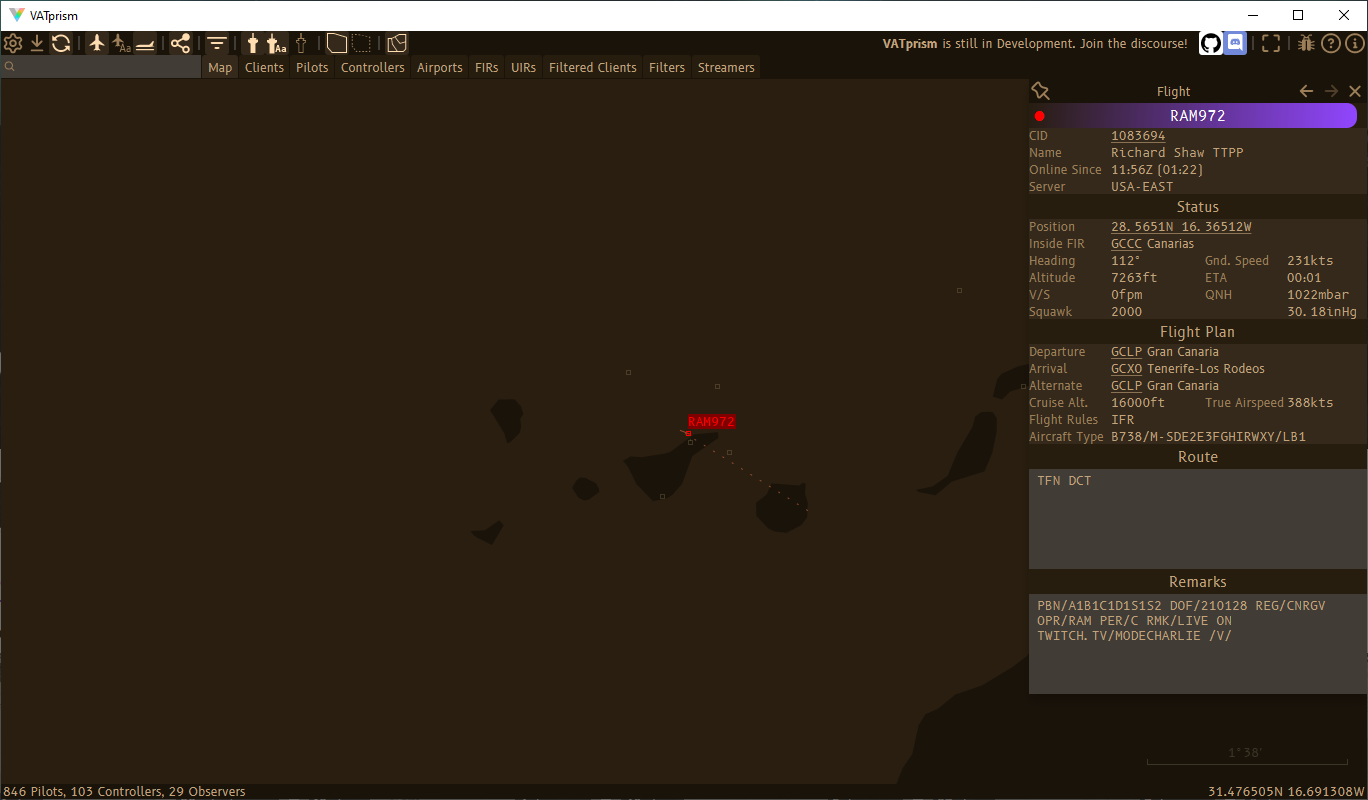 VATprism
VATprism is still in Development. Join the discourse!
Map Clients Pilots Controllers Airports FIRs UIRs Filtered Clients Filters Streamers
Flight
RAM972
CID 1083694
Name Richard Shaw TTPP
Online Since 11:56Z (01:22)
Server USA-EAST
Status
Position 28.5651N 16.36512W
Inside FIR GCCC Canarias
Heading 112° Gnd. Speed 231kts
Altitude 7263ft ETA 00:01
V/S 0fpm QNH 1022mbar
Squawk 2000 30.18inHg
Flight Plan
Departure GCLP Gran Canaria
Arrival GCXO Tenerife-Los Rodeos
Alternate GCLP Gran Canaria
Cruise Alt. 16000ft True Airspeed 388kts
Flight Rules IFR
Aircraft Type B738/M-SDE2E3FGHIRWXY/LB1
Route
TFN DCT
Remarks
PBN/A1B1C1D1S1S2 DOF/210128 REG/CNRGV
OPR/RAM PER/C RMK/LIVE ON
TWITCH.TV/MODECHARLIE /V/
RAM972
1°38'
846 Pilots, 103 Controllers, 29 Observers
31.476505N 16.691308W